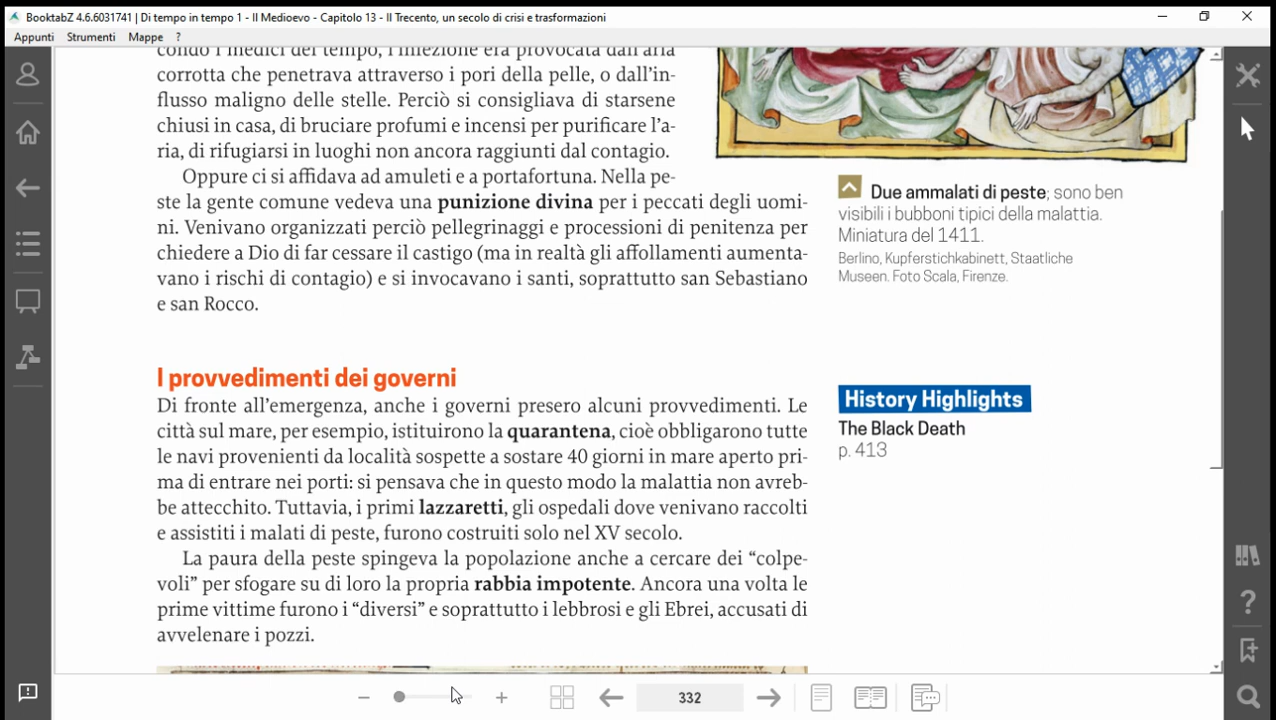 BooktabZ 4.6.6031741 | Di tempo in tempo 1 - Il Medioevo - Capitolo 13 - Il Trecento, un secolo di crisi e trasformazioni
Appunti Strumenti Mappe ?
condo i medici del tempo, l'infezione era provocata dall'aria
corrotta che penetrava attraverso i pori della pelle, o dall'in-
flusso maligno delle stelle. Perciò si consigliava di starsene
chiusi in casa, di bruciare profumi e incensi per purificare l'a-
ria, di rifugiarsi in luoghi non ancora raggiunti dal contagio.
Oppure ci si affidava ad amuleti e a portafortuna. Nella pe-
ste la gente comune vedeva una punizione divina per i peccati degli uomi-
ni. Venivano organizzati perciò pellegrinaggi e processioni di penitenza per
chiedere a Dio di far cessare il castigo (ma in realtà gli affollamenti aumenta-
vano i rischi di contagio) e si invocavano i santi, soprattutto san Sebastiano
e san Rocco.
Due ammalati di peste; sono ben
visibili i bubboni tipici della malattia.
Miniatura del 1411.
Berlino, Kupferstichkabinett, Staatliche
Museen. Foto Scala, Firenze.
I provvedimenti dei governi
Di fronte all'emergenza, anche i governi presero alcuni provvedimenti. Le
città sul mare, per esempio, istituirono la quarantena, cioè obbligarono tutte
le navi provenienti da località sospette a sostare 40 giorni in mare aperto pri-
ma di entrare nei porti: si pensava che in questo modo la malattia non avreb-
be attecchito. Tuttavia, i primi lazzaretti, gli ospedali dove venivano raccolti
e assistiti i malati di peste, furono costruiti solo nel XV secolo.
La paura della peste spingeva la popolazione anche a cercare dei “colpe-
voli” per sfogare su di loro la propria rabbia impotente. Ancora una volta le
prime vittime furono i “diversi” e soprattutto i lebbrosi e gli Ebrei, accusati di
avvelenare i pozzi.
History Highlights
The Black Death
p. 413
332